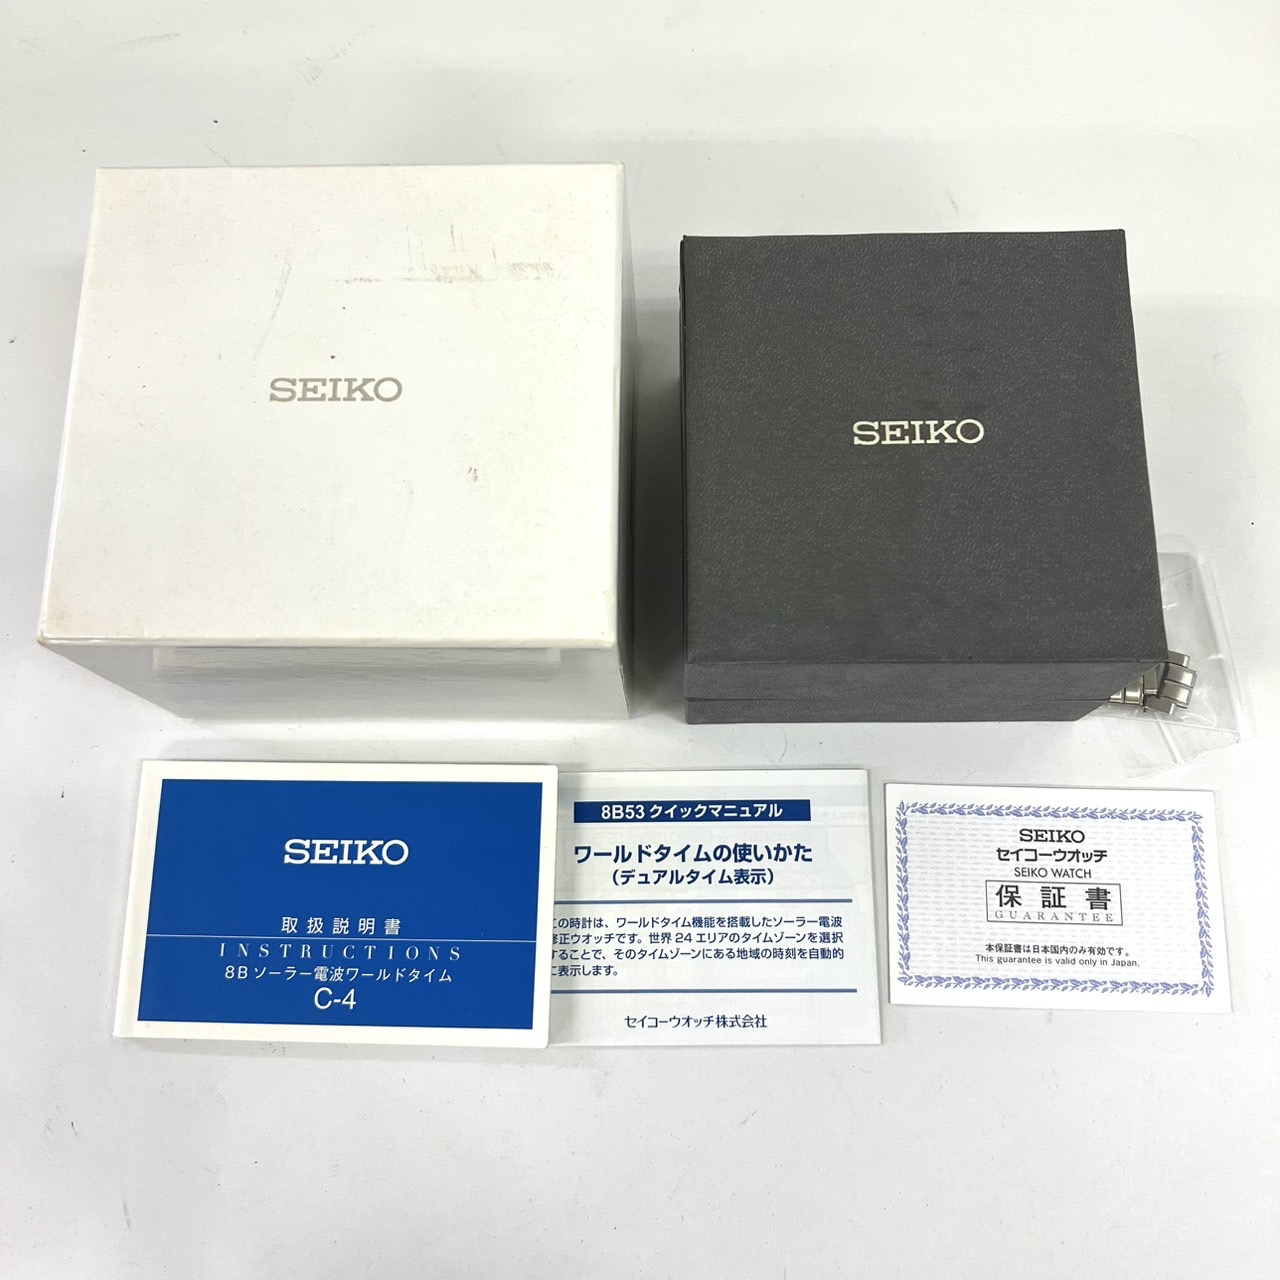 SEIKO
SEIKO
SEIKO
取扱説明書
INSTRUCTIONS
8B ソーラー電波ワールドタイム
C-4
8B53 クイックマニュアル
ワールドタイムの使いかた
(デュアルタイム表示)
この時計は、ワールドタイム機能を搭載したソーラー電波
修正ウオッチです。世界 24 エリアのタイムゾーンを選択
することで、そのタイムゾーンにある地域の時刻を自動的
に表示します。
セイコーウオッチ株式会社
SEIKO
セイコーウオッチ
SEIKO WATCH
保証書
GUARANTEE
本保証書は日本国内のみ有効です。
This guarantee is valid only in Japan.